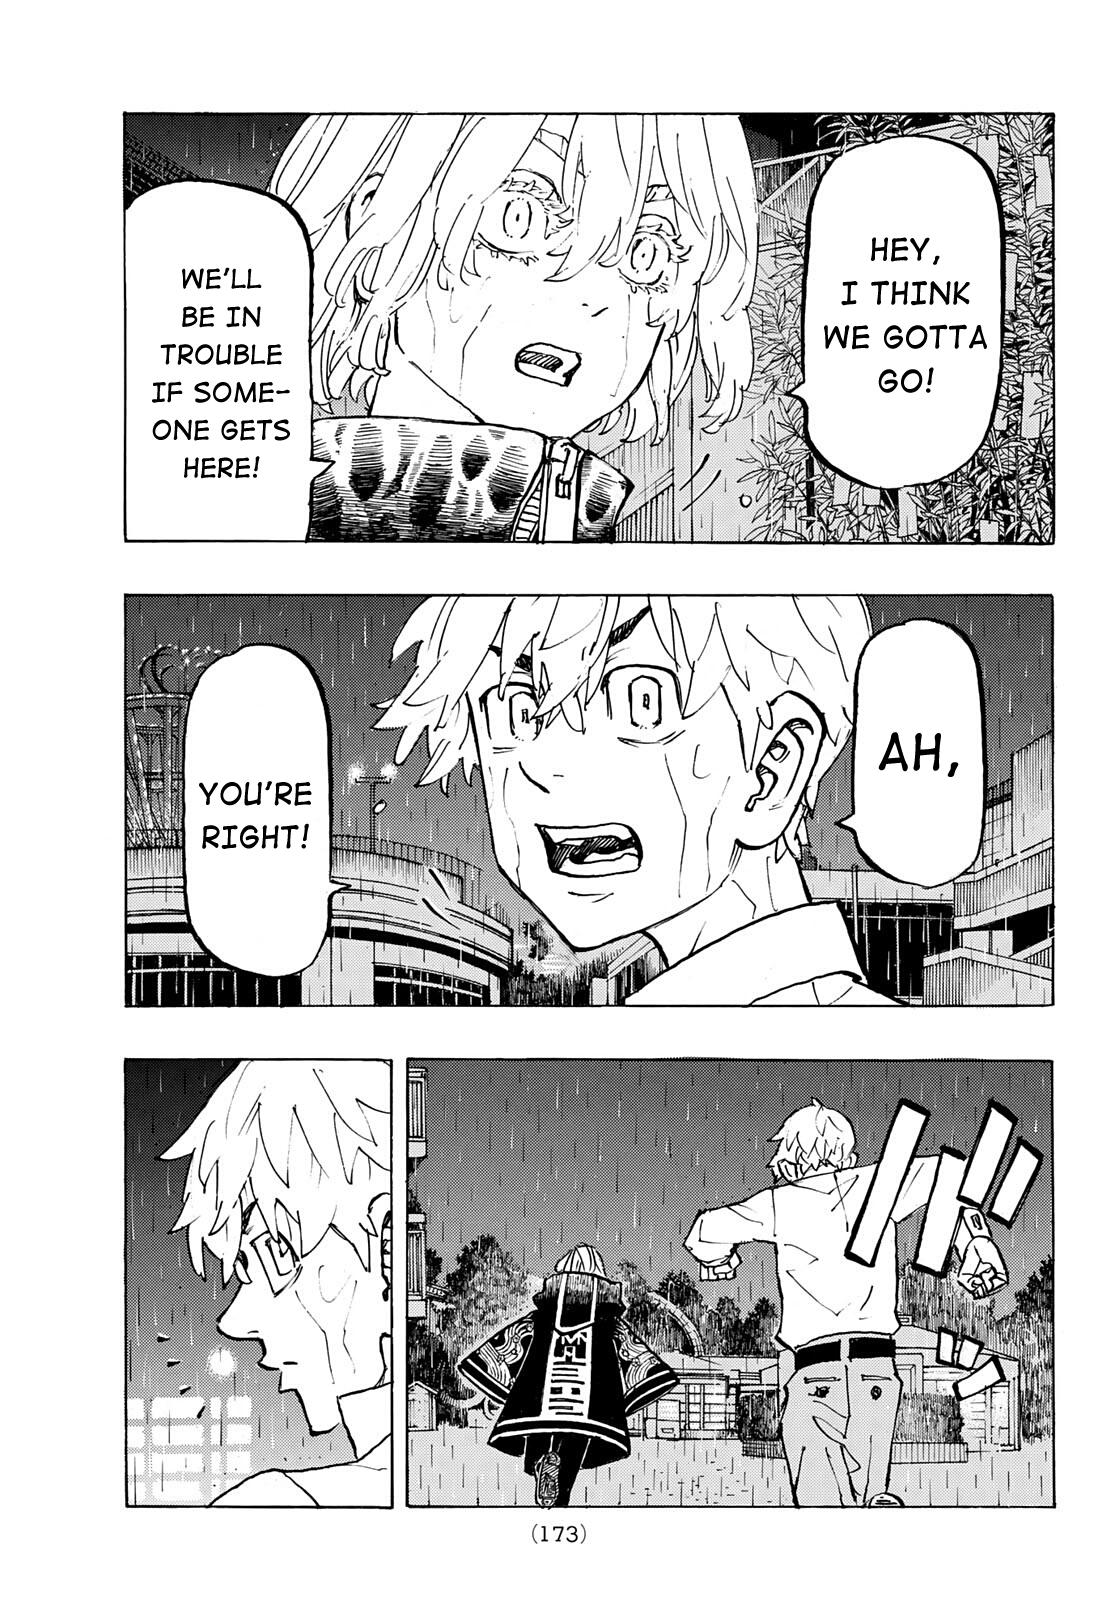 HEY,
I THINK
WE GOTTA
GO!
WE'LL
BE IN
TROUBLE
IF SOME-
ONE GETS
HERE!
AH,
YOU'RE
RIGHT!
(173)